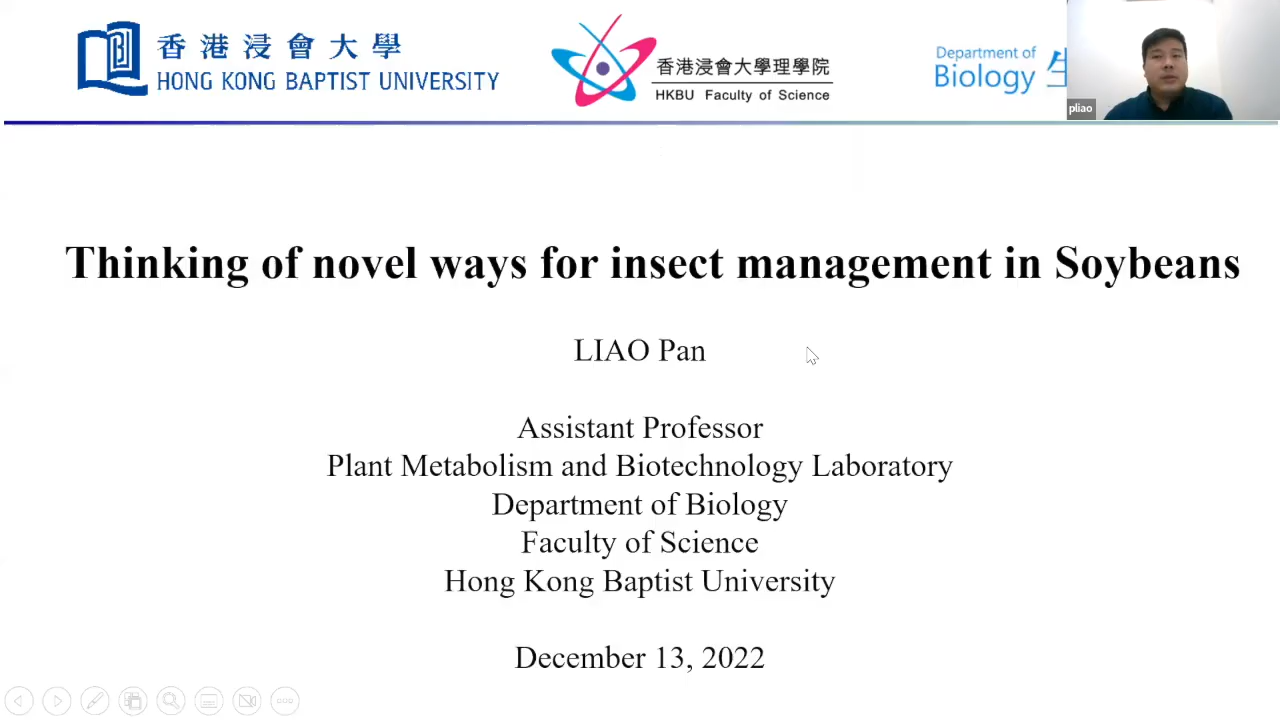 香港浸會大學
HONG KONG BAPTIST UNIVERSITY
香港浸會大學理學院
HKBU Faculty of Science
Department of
Biology 生
pliao
Thinking of novel ways for insect management in Soybeans
LIAO Pan
Assistant Professor
Plant Metabolism and Biotechnology Laboratory
Department of Biology
Faculty of Science
Hong Kong Baptist University
December 13, 2022